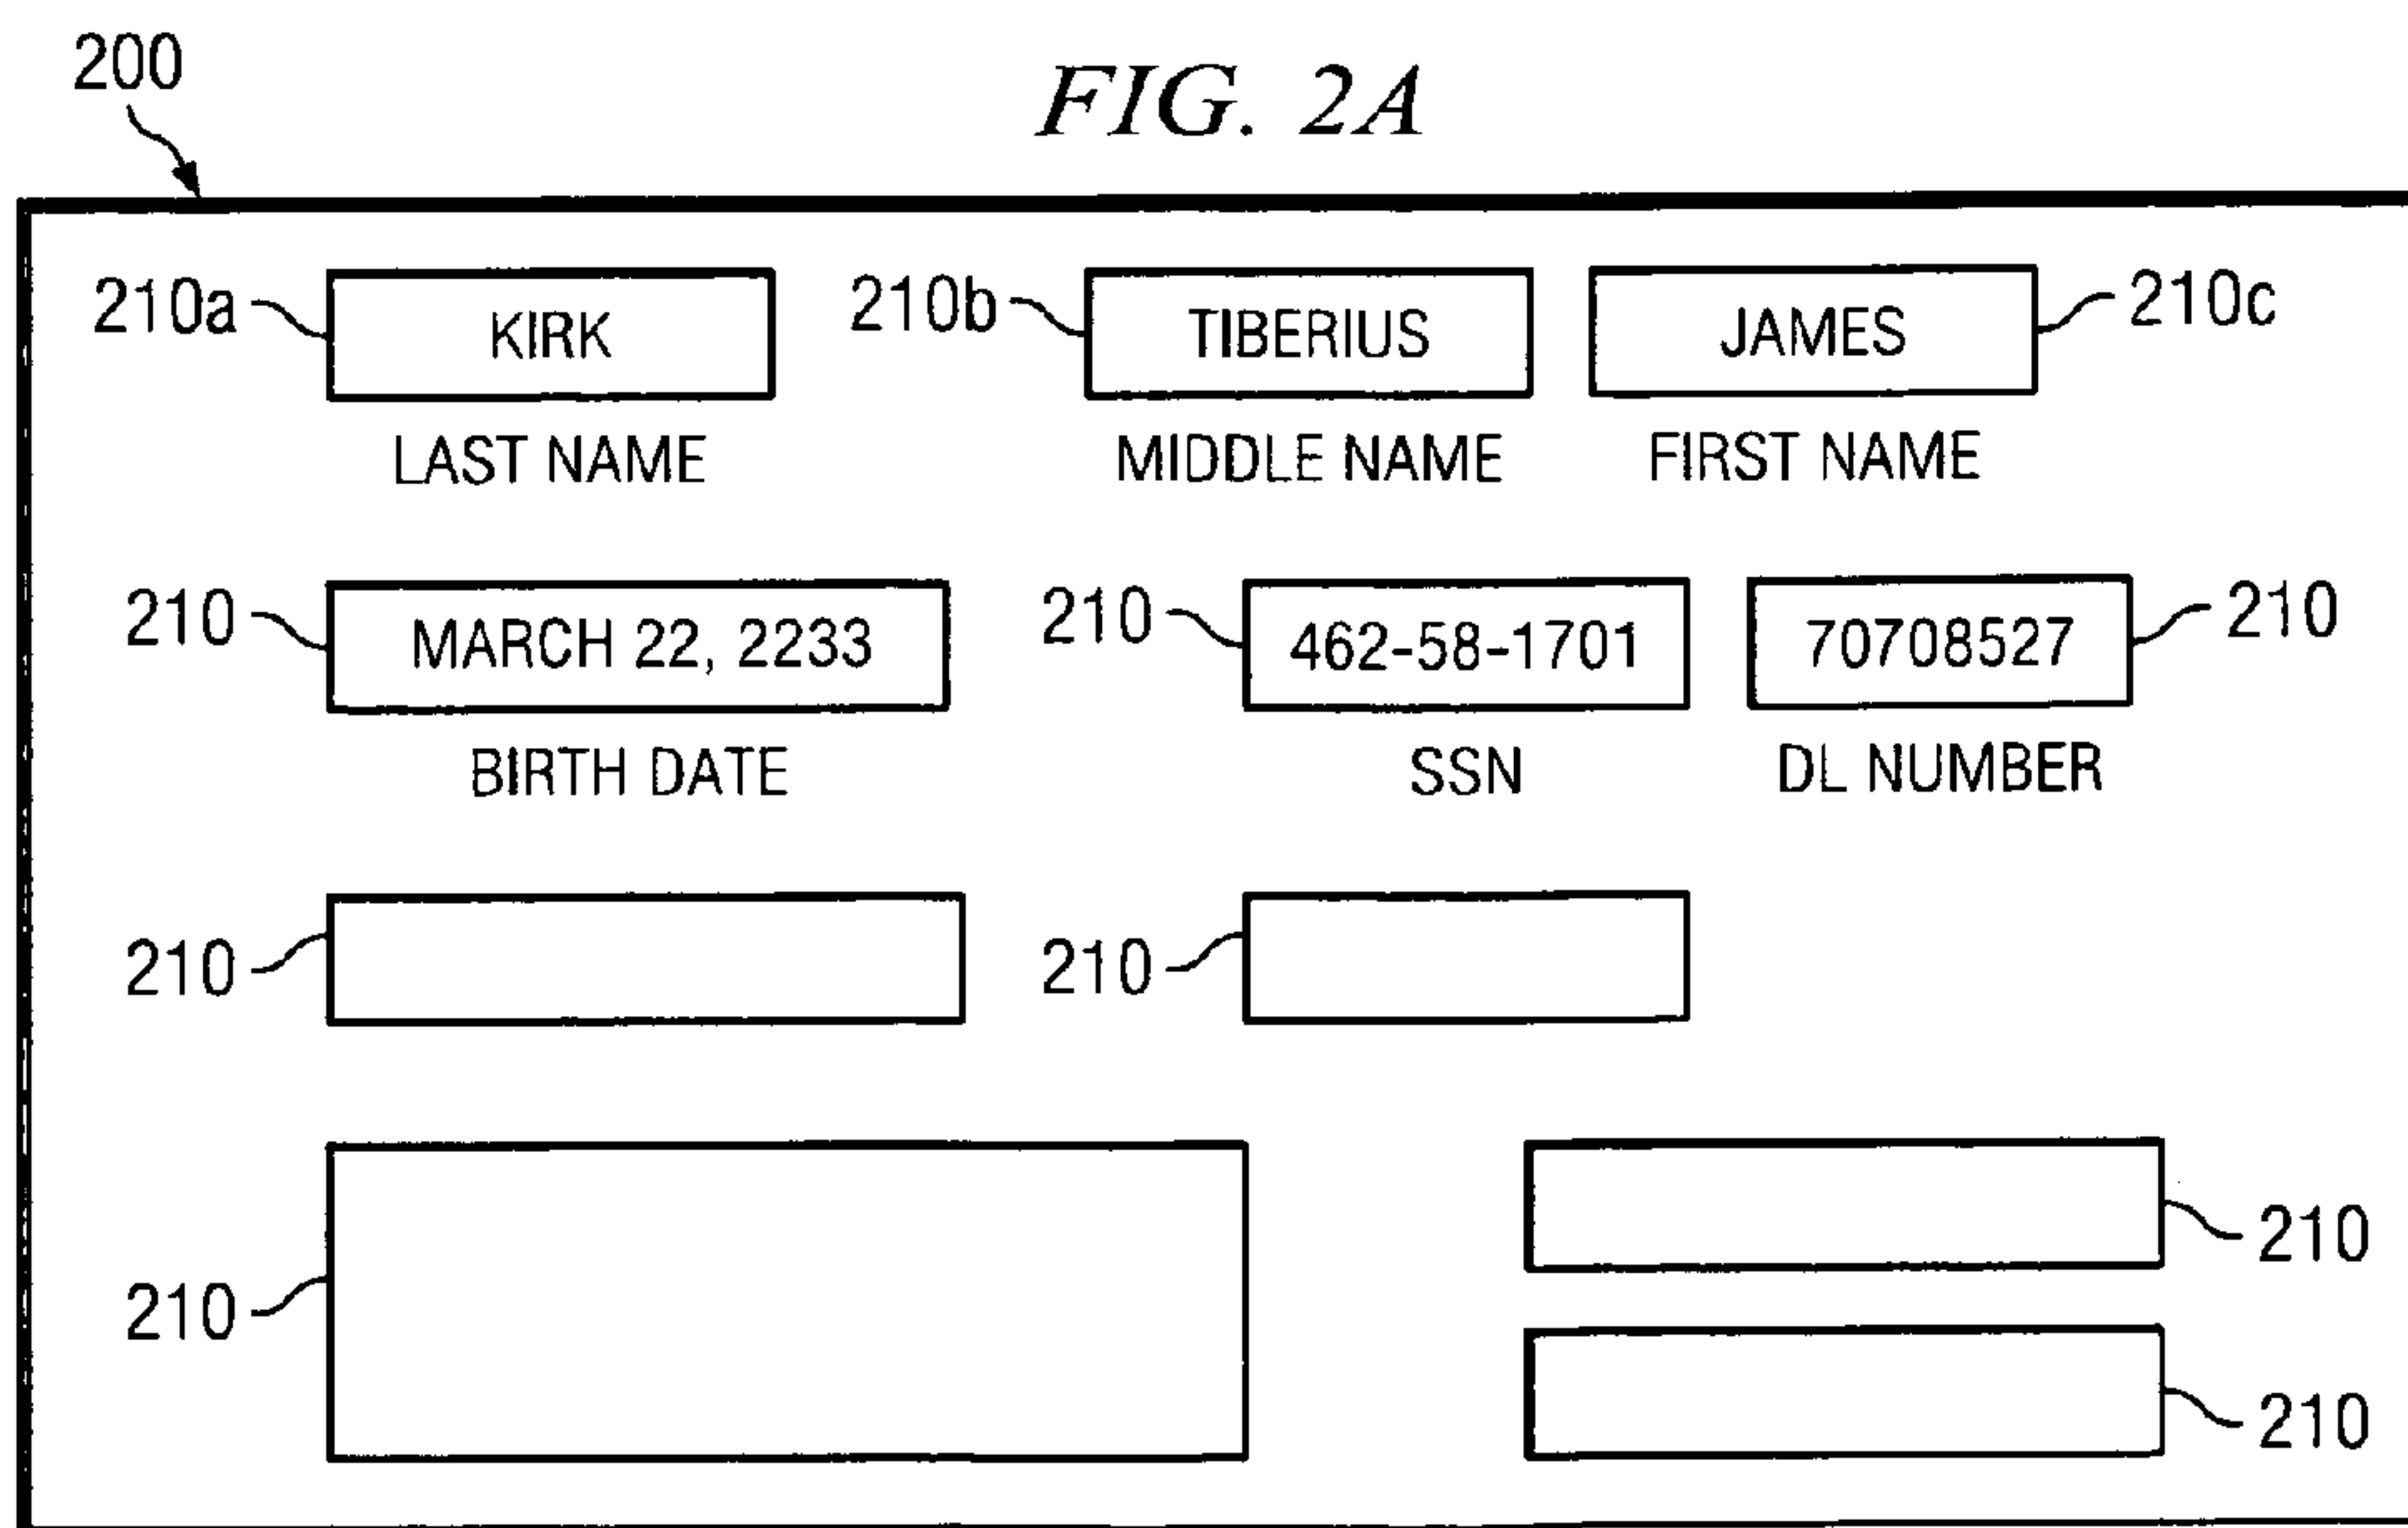 200
FIG. 2A
210a KIRK 210b TIBERIUS JAMES 210c
LAST NAME MIDDLE NAME FIRST NAME
210 MARCH 22, 2233 210 462-58-1701 70708527 210
BIRTH DATE SSN DL NUMBER
210 210
210 210
210